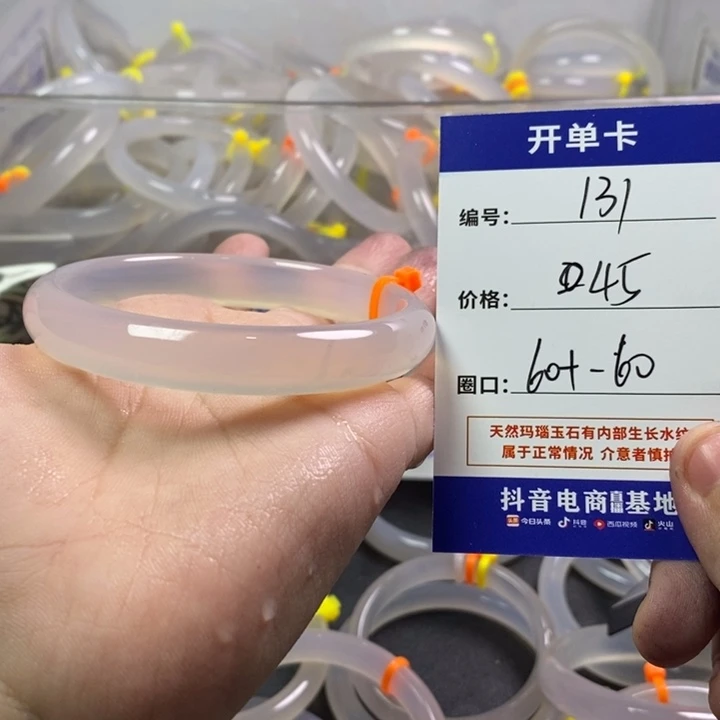 开单卡
编号: 131
价格: 245
圈口: 60+-60
天然玛瑙玉石有内部生长水纹
属于正常情况 介意者慎拍
抖音电商直播基地
今日头条 抖音 西瓜视频 火山